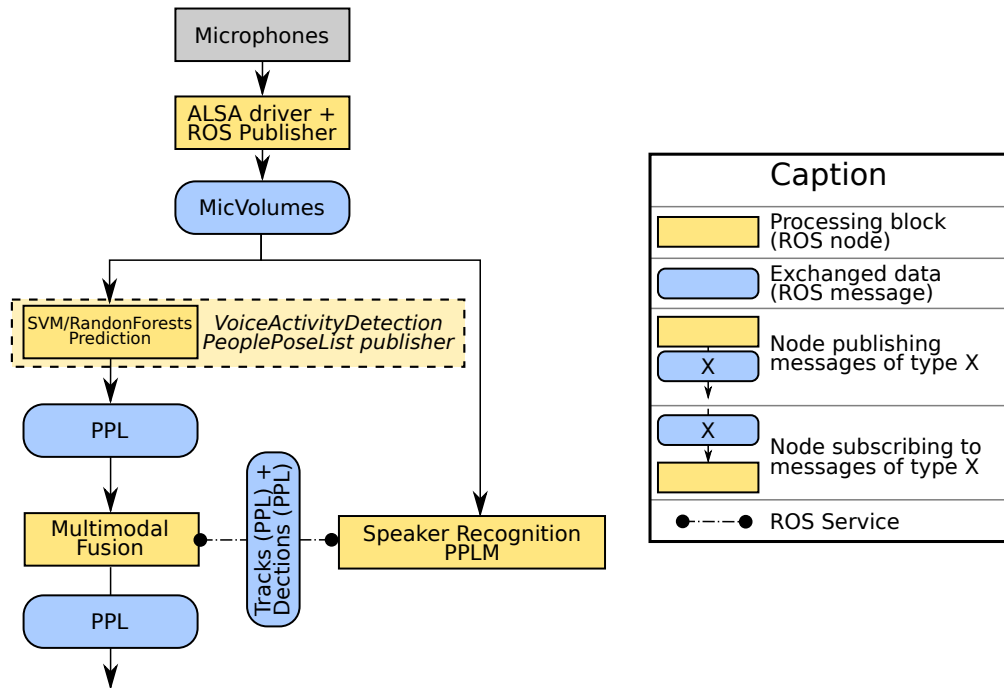 Microphones
ALSA driver +
ROS Publisher
MicVolumes
SVM/RandonForests
Prediction
VoiceActivityDetection
PeoplePoseList publisher
PPL
Multimodal
Fusion
Tracks (PPL) +
Dections (PPL)
Speaker Recognition
PPLM
PPL
Caption
Processing block
(ROS node)
Exchanged data
(ROS message)
X
Node publishing
messages of type X
X
Node subscribing to
messages of type X
ROS Service